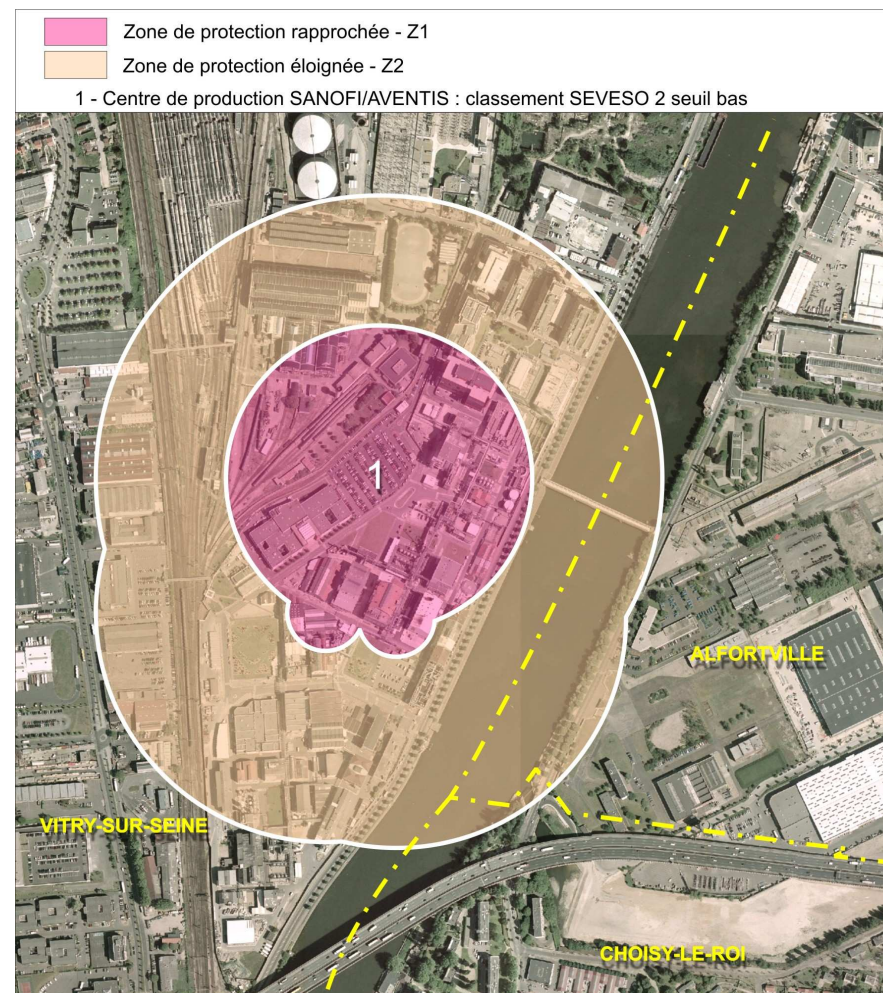 Zone de protection rapprochée - Z1
Zone de protection éloignée - Z2
1 - Centre de production SANOFI/AVENTIS : classement SEVESO 2 seuil bas
1
ALFORTVILLE
VITRY-SUR-SEINE
CHOISY-LE-ROI